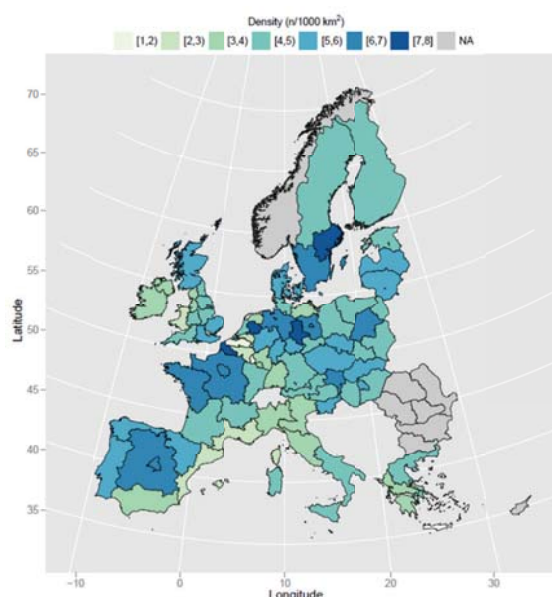 Density (n/1000 km²)
[1,2) [2,3) [3,4) [4,5) [5,6) [6,7) [7,8] NA
70
65
60
55
50
45
40
35
Latitude
−10 0 10 20 30
Longitude